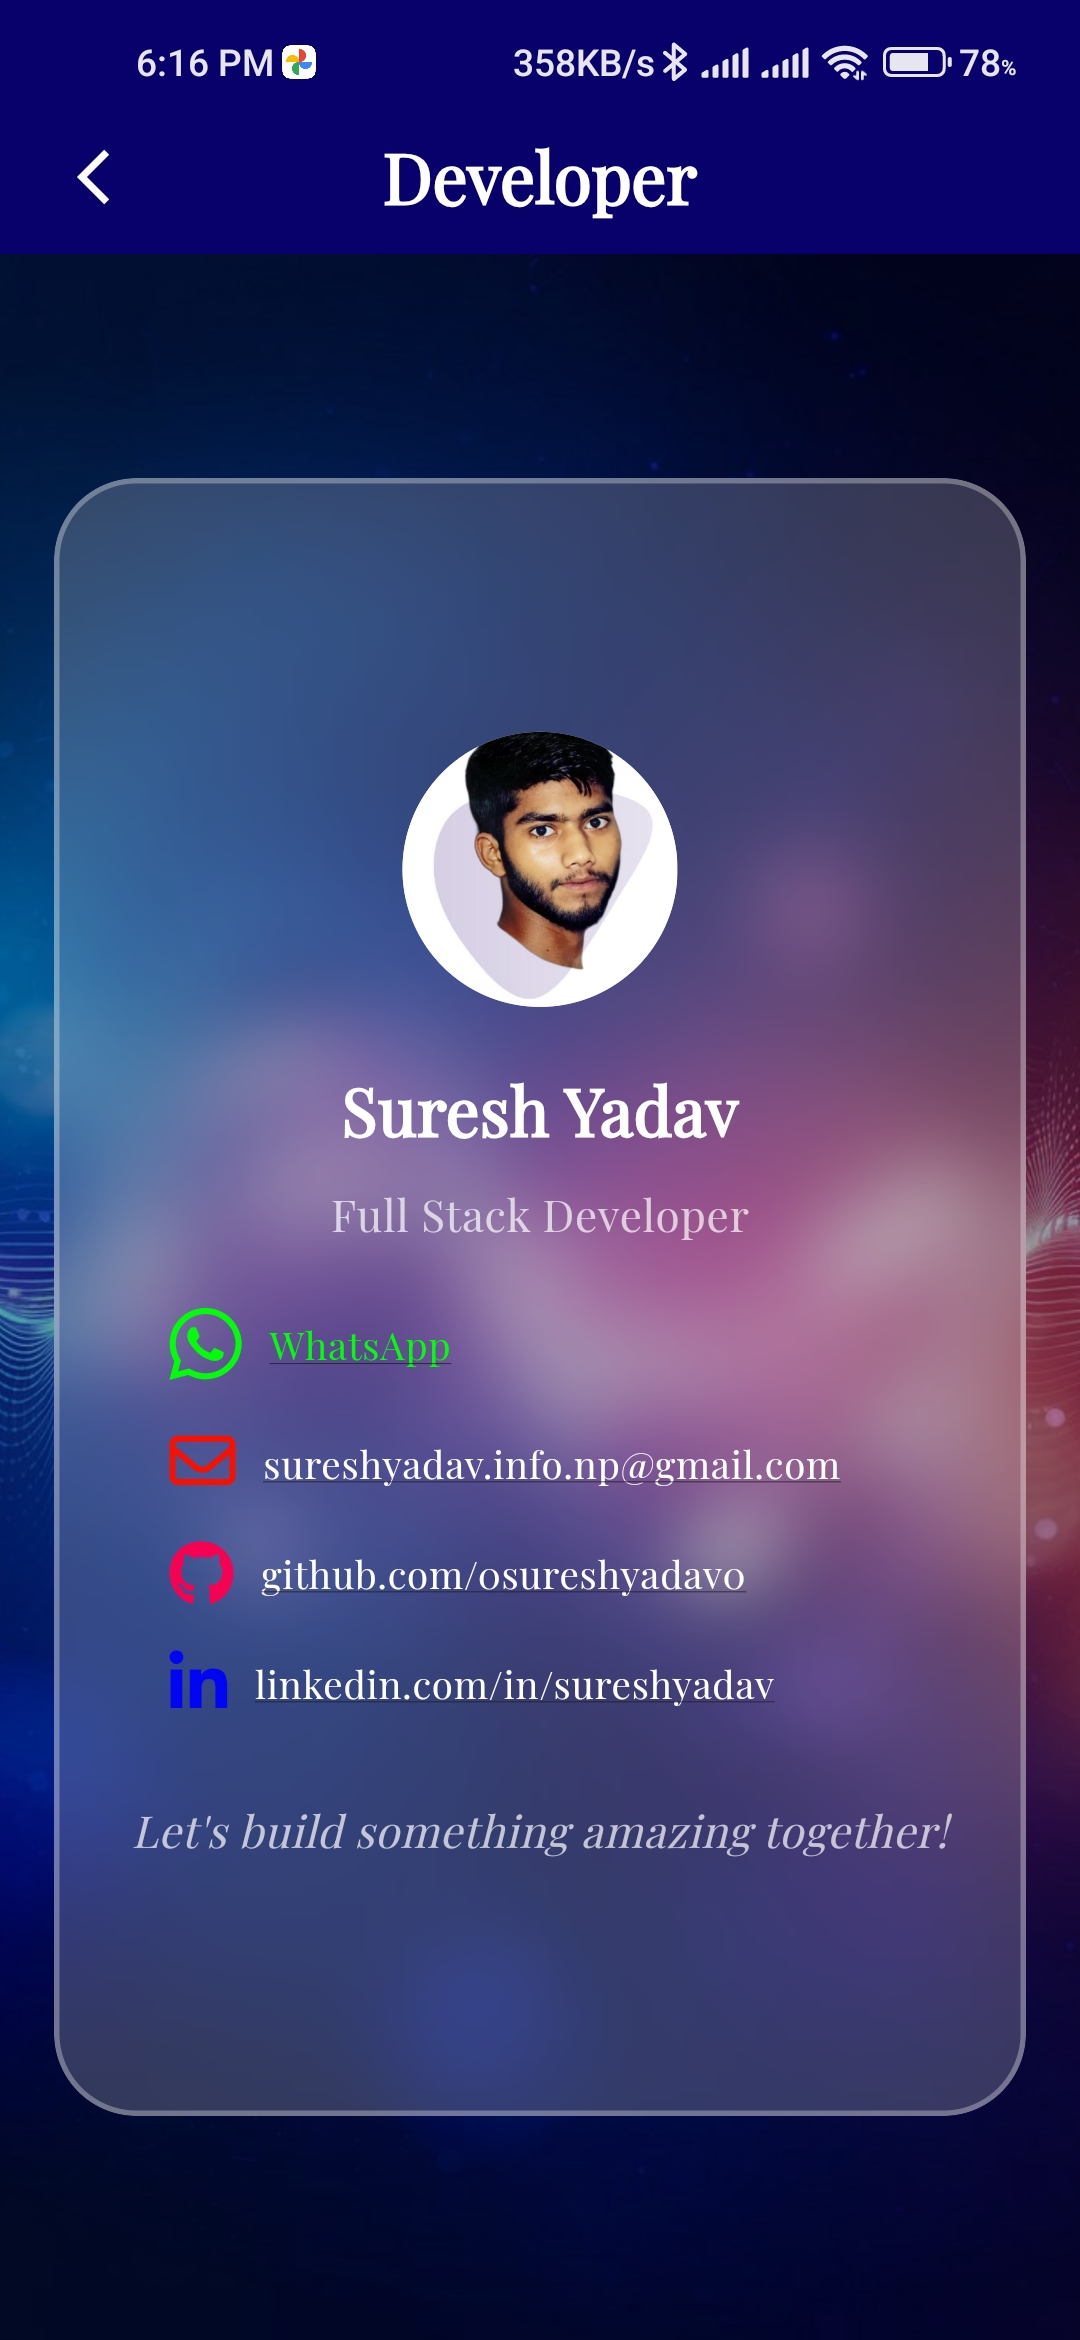 6:16 PM 358KB/s 78%
Developer
Suresh Yadav
Full Stack Developer
WhatsApp
sureshyadav.info.np@gmail.com
github.com/osureshyadavo
in linkedin.com/in/sureshyadav
Let's build something amazing together!